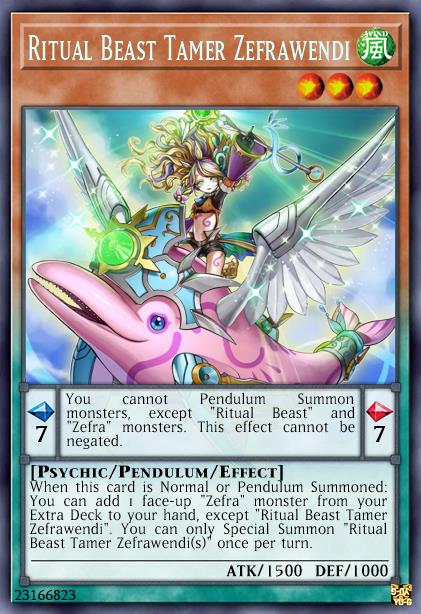 Ritual Beast Tamer Zefrawendi
WIND
風
You cannot Pendulum Summon
monsters, except "Ritual Beast" and
"Zefra" monsters. This effect cannot be
negated.
7
7
[Psychic/Pendulum/Effect]
When this card is Normal or Pendulum Summoned:
You can add 1 face-up "Zefra" monster from your
Extra Deck to your hand, except "Ritual Beast Tamer
Zefrawendi". You can only Special Summon "Ritual
Beast Tamer Zefrawendi(s)" once per turn.
ATK/1500 DEF/1000
23166823